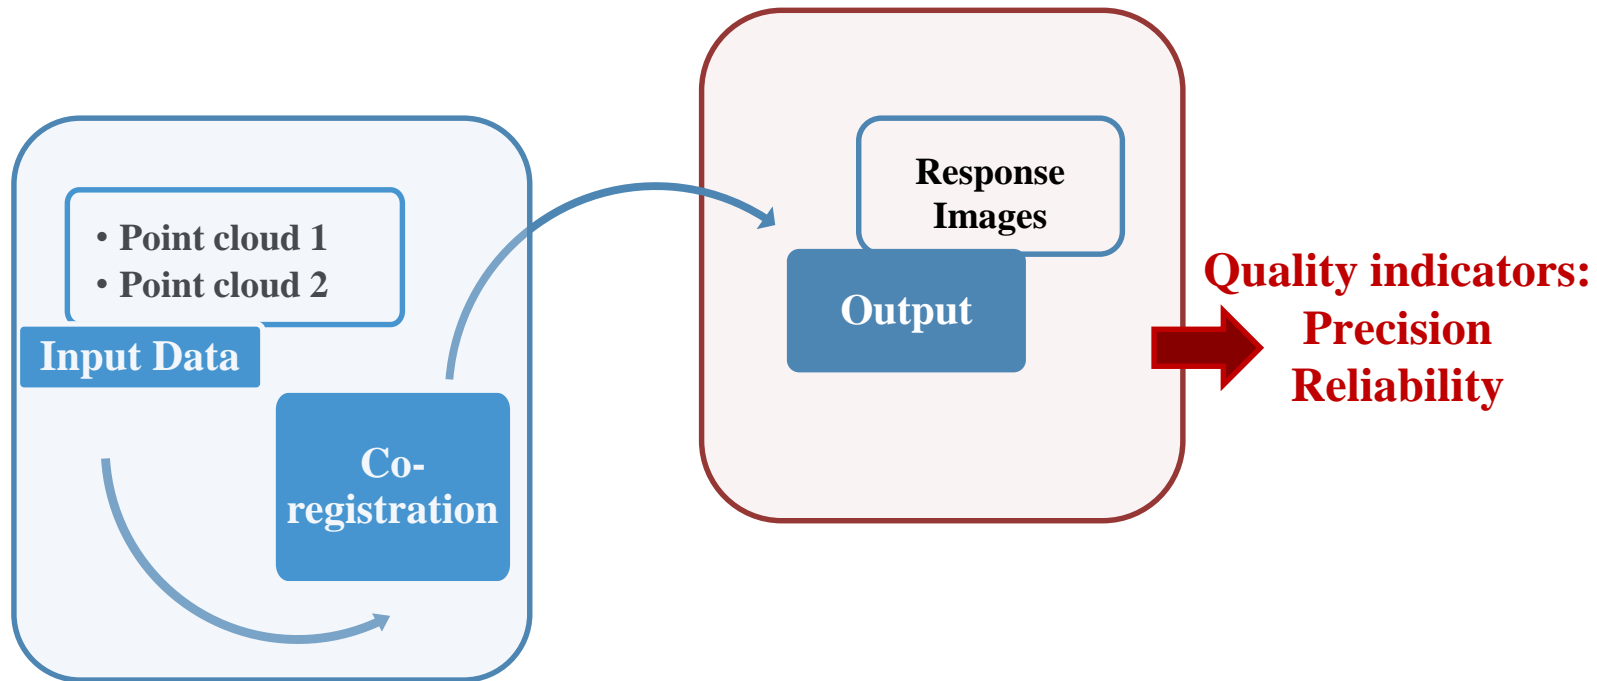 • Point cloud 1
• Point cloud 2
Input Data
Co-
registration
Response
Images
Output
Quality indicators:
Precision
Reliability